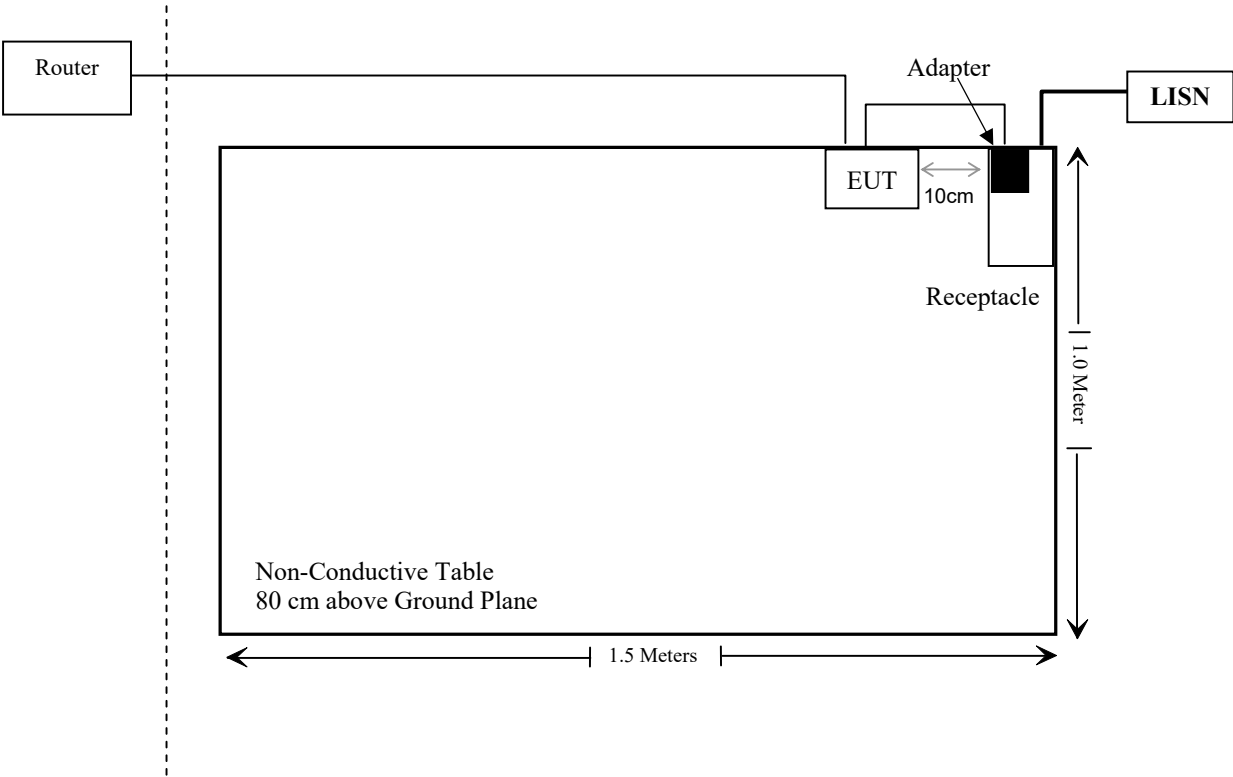 Router
Adapter
LISN
EUT
10cm
Receptacle
1.0 Meter
Non-Conductive Table
80 cm above Ground Plane
1.5 Meters